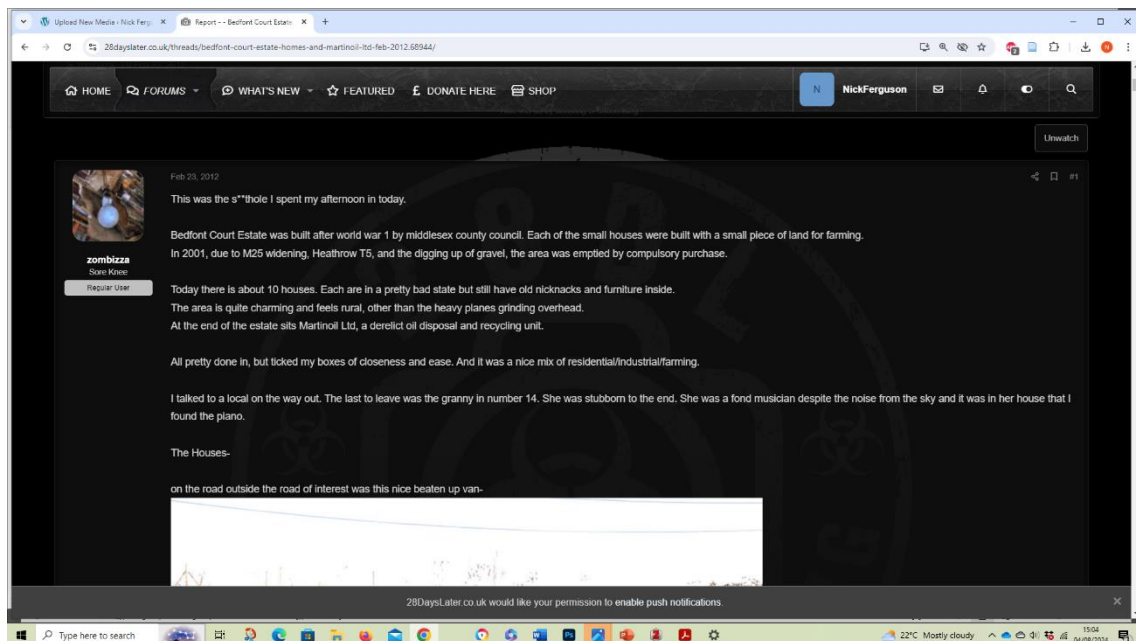 Upload New Media ‹ Nick Ferg
Report - - Bedfont Court Estate
28dayslater.co.uk/threads/bedfont-court-estate-homes-and-martinoil-ltd-feb-2012.68944/
HOME FORUMS WHAT'S NEW FEATURED £ DONATE HERE SHOP N NickFerguson
Unwatch
Feb 23, 2012 #1
This was the s**thole I spent my afternoon in today.
Bedfont Court Estate was built after world war 1 by middlesex county council. Each of the small houses were built with a small piece of land for farming.
In 2001, due to M25 widening, Heathrow T5, and the digging up of gravel, the area was emptied by compulsory purchase.
zombizza
Sore Knee
Regular User
Today there is about 10 houses. Each are in a pretty bad state but still have old nicknacks and furniture inside.
The area is quite charming and feels rural, other than the heavy planes grinding overhead.
At the end of the estate sits Martinoil Ltd, a derelict oil disposal and recycling unit.
All pretty done in, but ticked my boxes of closeness and ease. And it was a nice mix of residential/industrial/farming.
I talked to a local on the way out. The last to leave was the granny in number 14. She was stubborn to the end. She was a fond musician despite the noise from the sky and it was in her house that I
found the piano.
The Houses-
on the road outside the road of interest was this nice beaten up van-
28DaysLater.co.uk would like your permission to enable push notifications.
Type here to search
22°C Mostly cloudy
15:04
04/08/2024